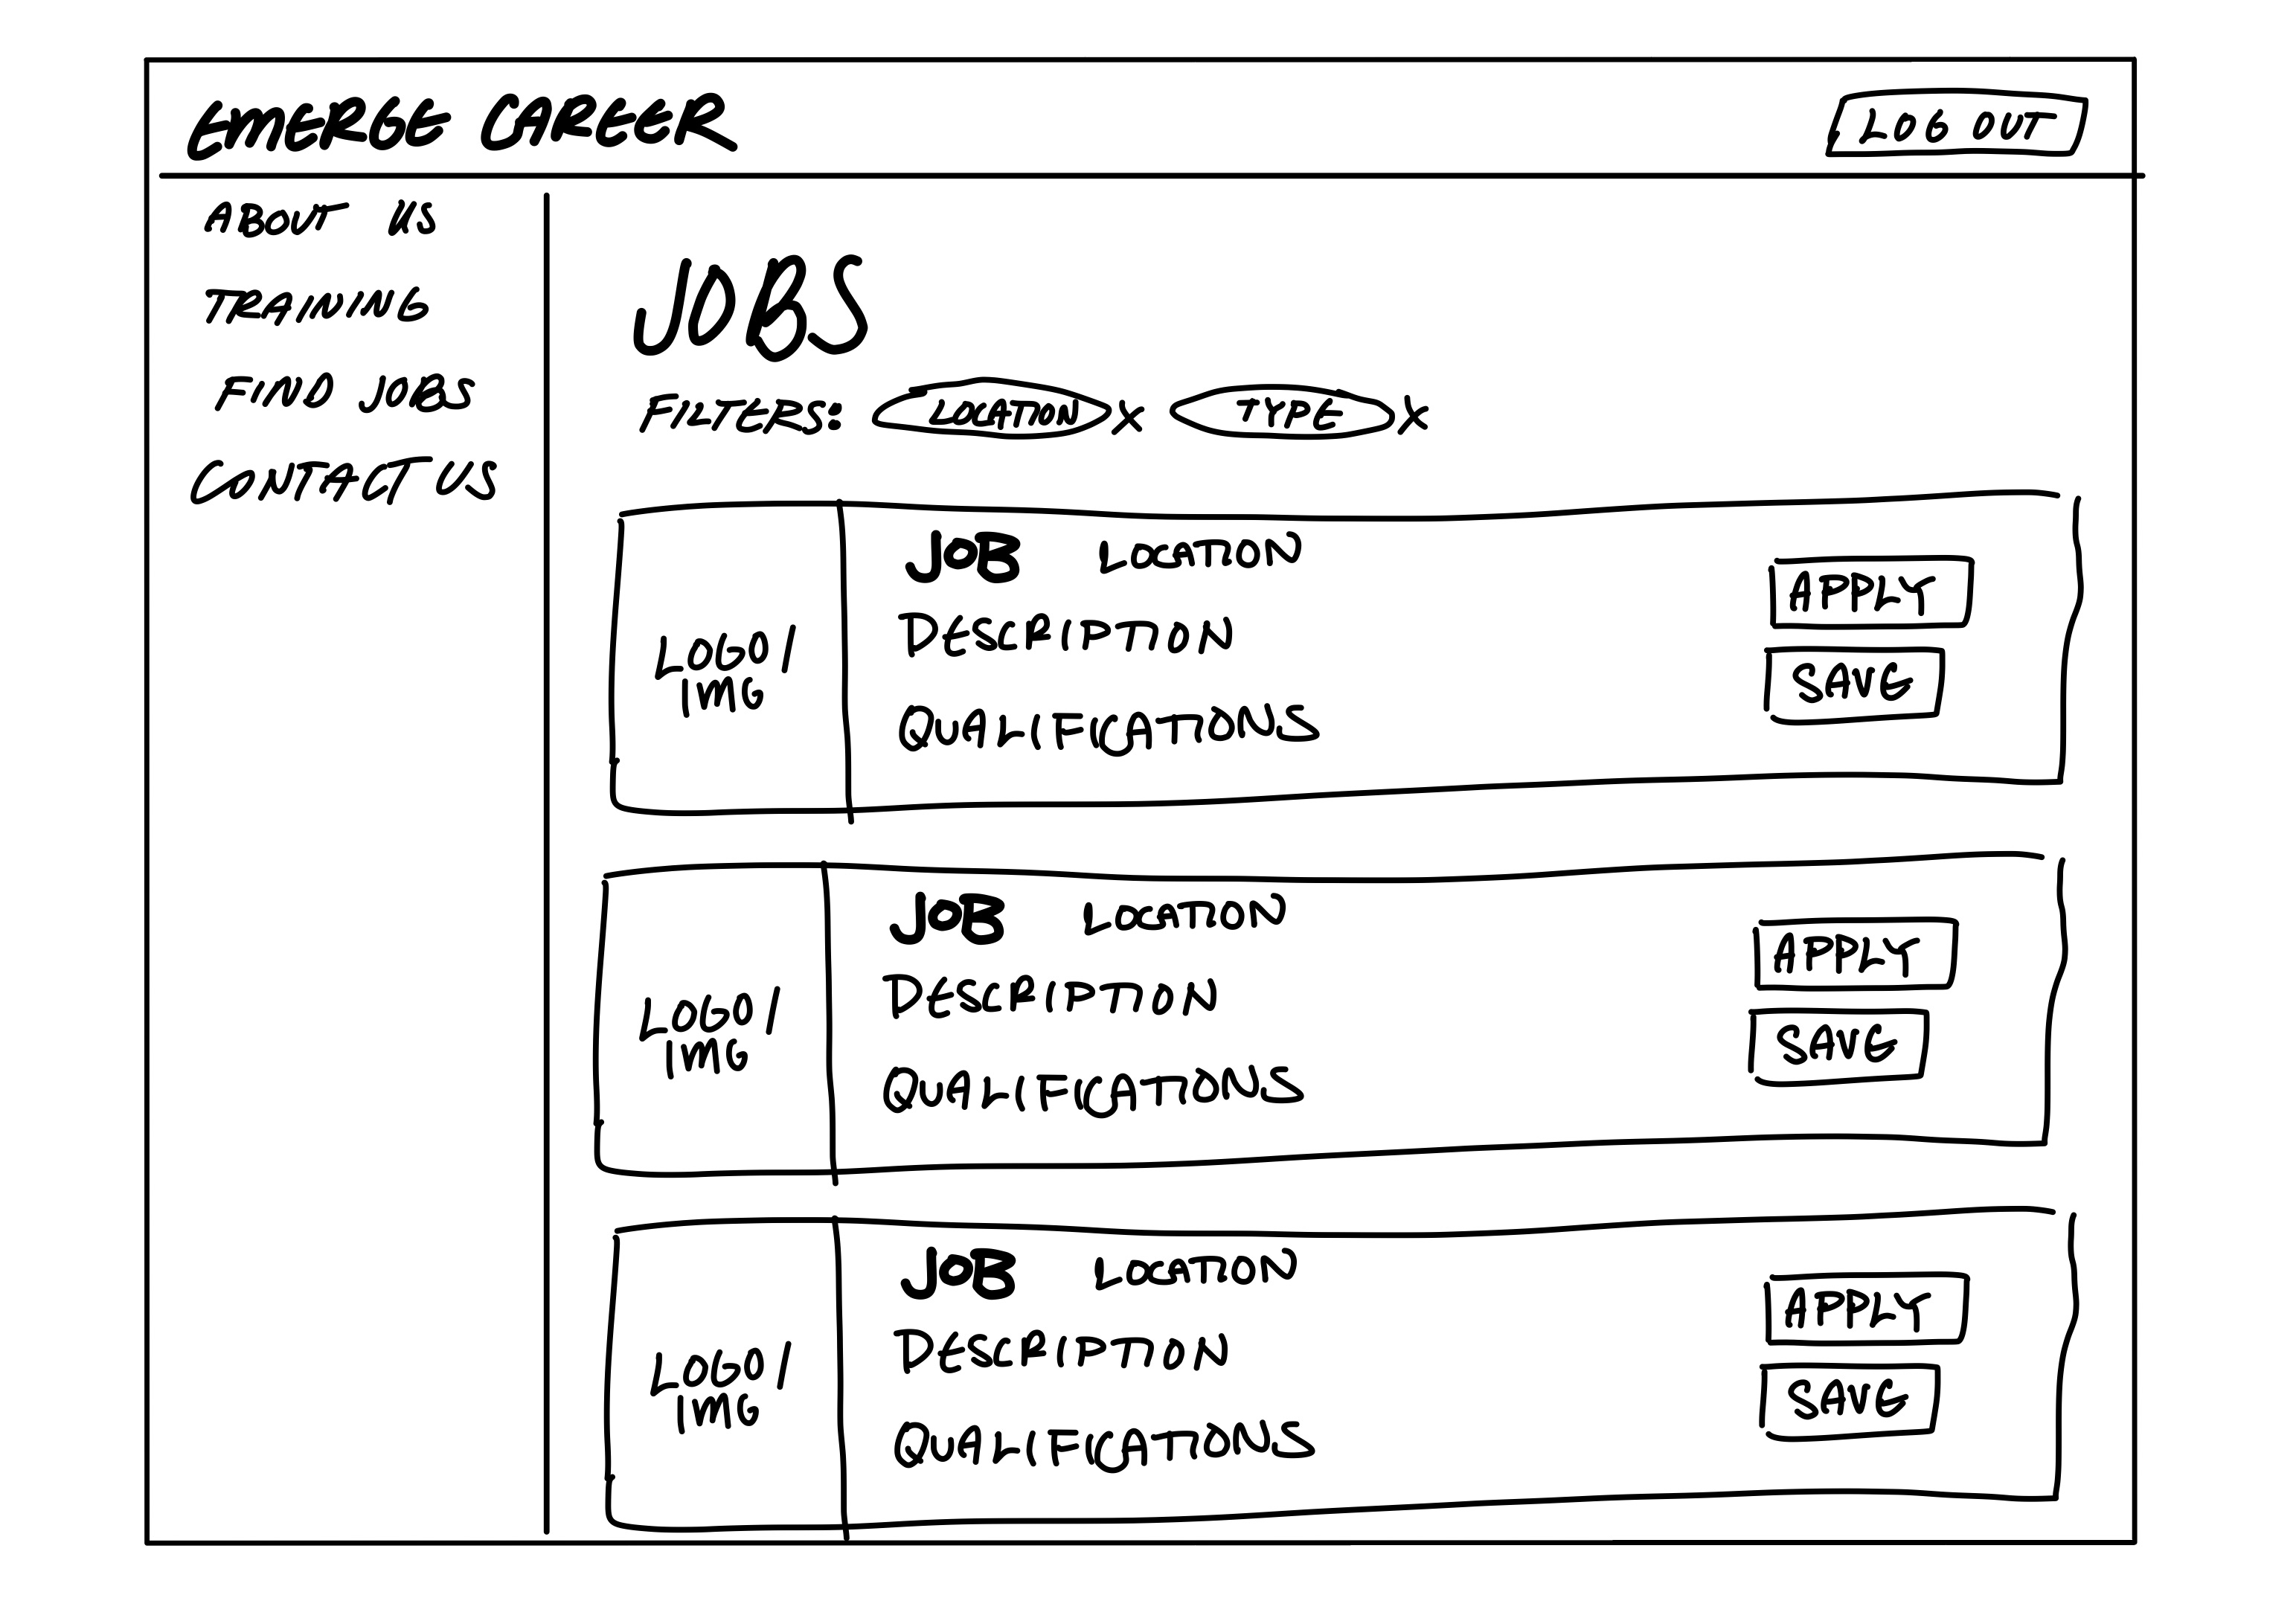 EMERGE CAREER
LOG OUT
ABOUT US
TRAINING
FIND JOBS
CONTACT US
JOBS
FILTERS: LOCATION X TYPE X
LOGO/
IMG
JOB LOCATION
DESCRIPTION
QUALIFICATIONS
APPLY
SAVE
LOGO/
IMG
JOB LOCATION
DESCRIPTION
QUALIFICATIONS
APPLY
SAVE
LOGO/
IMG
JOB LOCATION
DESCRIPTION
QUALIFICATIONS
APPLY
SAVE